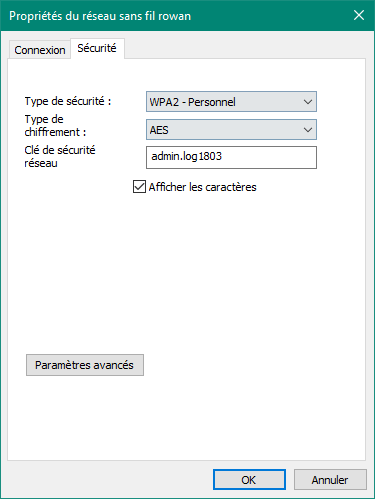 Propriétés du réseau sans fil rowan
Connexion
Sécurité
Type de sécurité :
WPA2 - Personnel
Type de
chiffrement :
AES
Clé de sécurité
réseau
admin.log1803
Afficher les caractères
Paramètres avancés
OK
Annuler